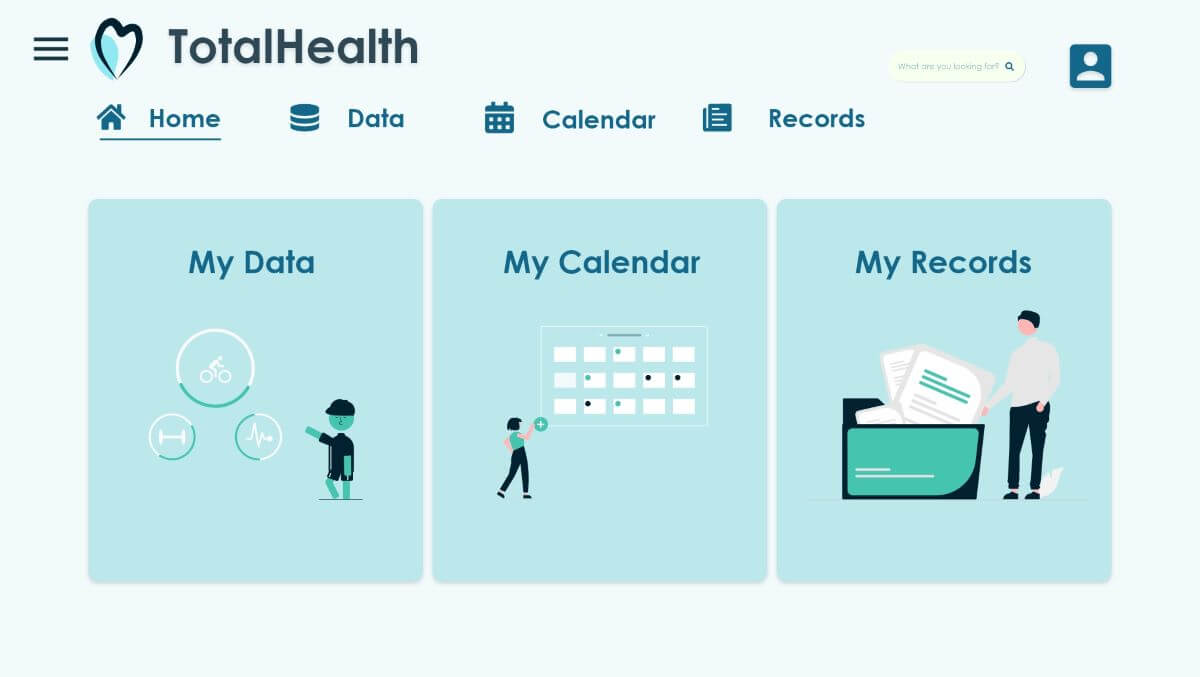 TotalHealth
What are you looking for?
Home
Data
Calendar
Records
My Data
My Calendar
My Records